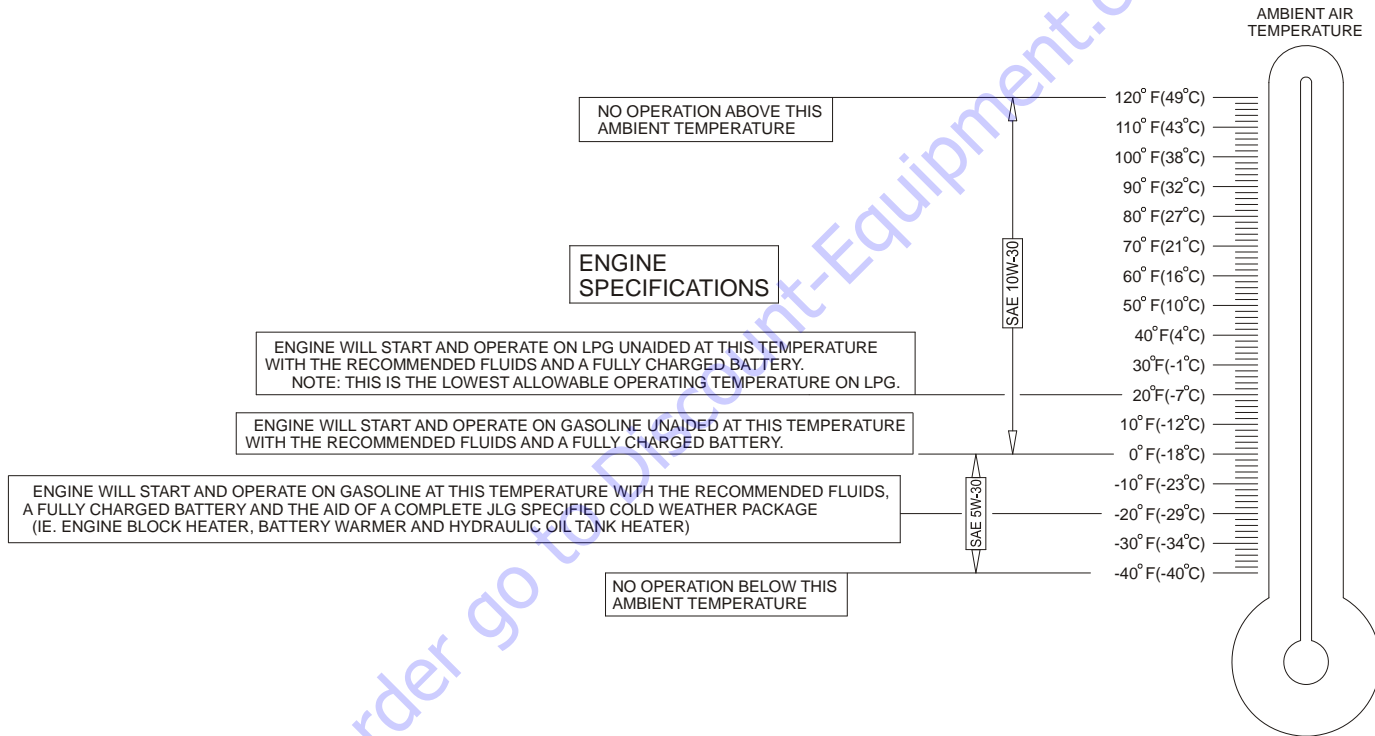 AMBIENT AIR
TEMPERATURE
NO OPERATION ABOVE THIS
AMBIENT TEMPERATURE
120° F(49°C)
110° F(43°C)
100° F(38°C)
90° F(32°C)
80° F(27°C)
70° F(21°C)
60° F(16°C)
50° F(10°C)
40°F(4°C)
30°F(-1°C)
20°F(-7°C)
10°F(-12°C)
0° F(-18°C)
-10° F(-23°C)
-20° F(-29°C)
-30° F(-34°C)
-40° F(-40°C)
SAE 10W-30
SAE 5W-30
ENGINE
SPECIFICATIONS
ENGINE WILL START AND OPERATE ON LPG UNAIDED AT THIS TEMPERATURE
WITH THE RECOMMENDED FLUIDS AND A FULLY CHARGED BATTERY.
NOTE: THIS IS THE LOWEST ALLOWABLE OPERATING TEMPERATURE ON LPG.
ENGINE WILL START AND OPERATE ON GASOLINE UNAIDED AT THIS TEMPERATURE
WITH THE RECOMMENDED FLUIDS AND A FULLY CHARGED BATTERY.
ENGINE WILL START AND OPERATE ON GASOLINE AT THIS TEMPERATURE WITH THE RECOMMENDED FLUIDS,
A FULLY CHARGED BATTERY AND THE AID OF A COMPLETE JLG SPECIFIED COLD WEATHER PACKAGE
(IE. ENGINE BLOCK HEATER, BATTERY WARMER AND HYDRAULIC OIL TANK HEATER)
NO OPERATION BELOW THIS
AMBIENT TEMPERATURE
rder go to Discount-Equipment.c